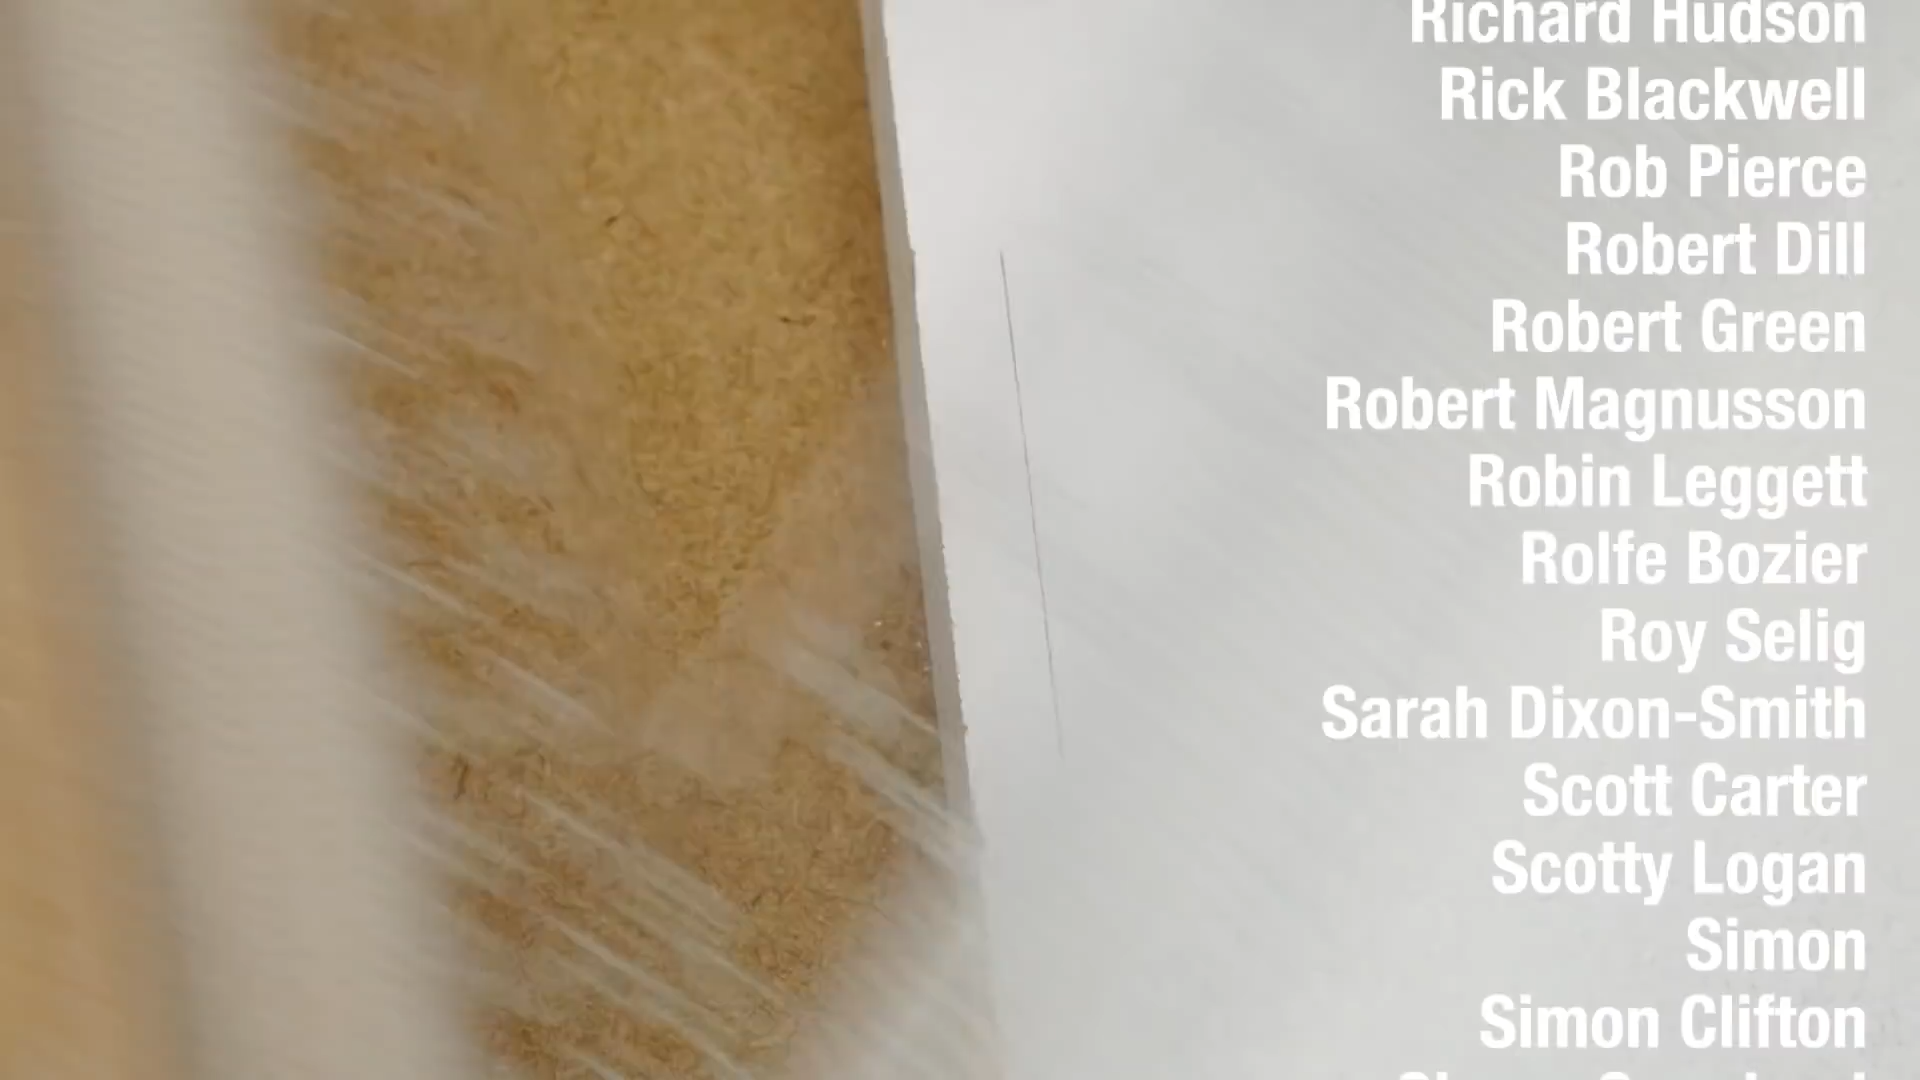 Richard Hudson
Rick Blackwell
Rob Pierce
Robert Dill
Robert Green
Robert Magnusson
Robin Leggett
Rolfe Bozier
Roy Selig
Sarah Dixon-Smith
Scott Carter
Scotty Logan
Simon
Simon Clifton